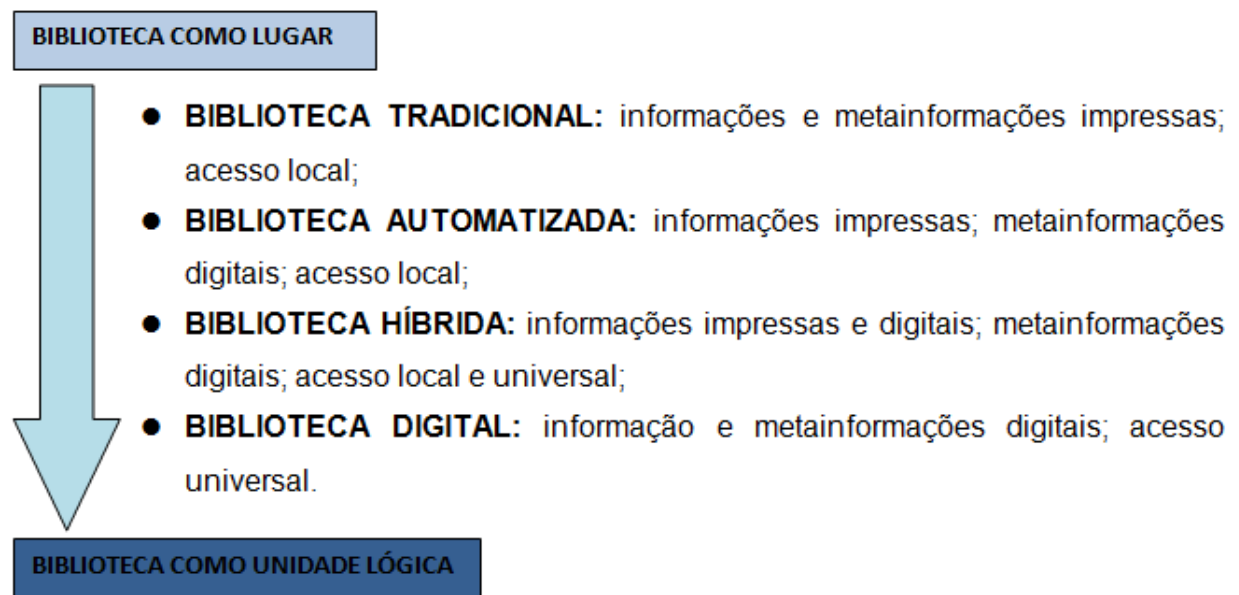 BIBLIOTECA COMO LUGAR
● BIBLIOTECA TRADICIONAL: informações e metainformações impressas;
acesso local;
● BIBLIOTECA AUTOMATIZADA: informações impressas; metainformações
digitais; acesso local;
● BIBLIOTECA HÍBRIDA: informações impressas e digitais; metainformações
digitais; acesso local e universal;
● BIBLIOTECA DIGITAL: informação e metainformações digitais; acesso
universal.
BIBLIOTECA COMO UNIDADE LÓGICA